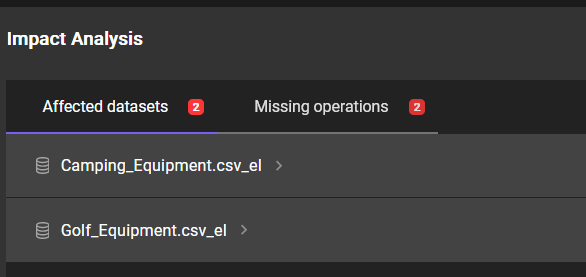 Impact Analysis
Affected datasets 2 Missing operations 2
Camping_Equipment.csv_el
Golf_Equipment.csv_el